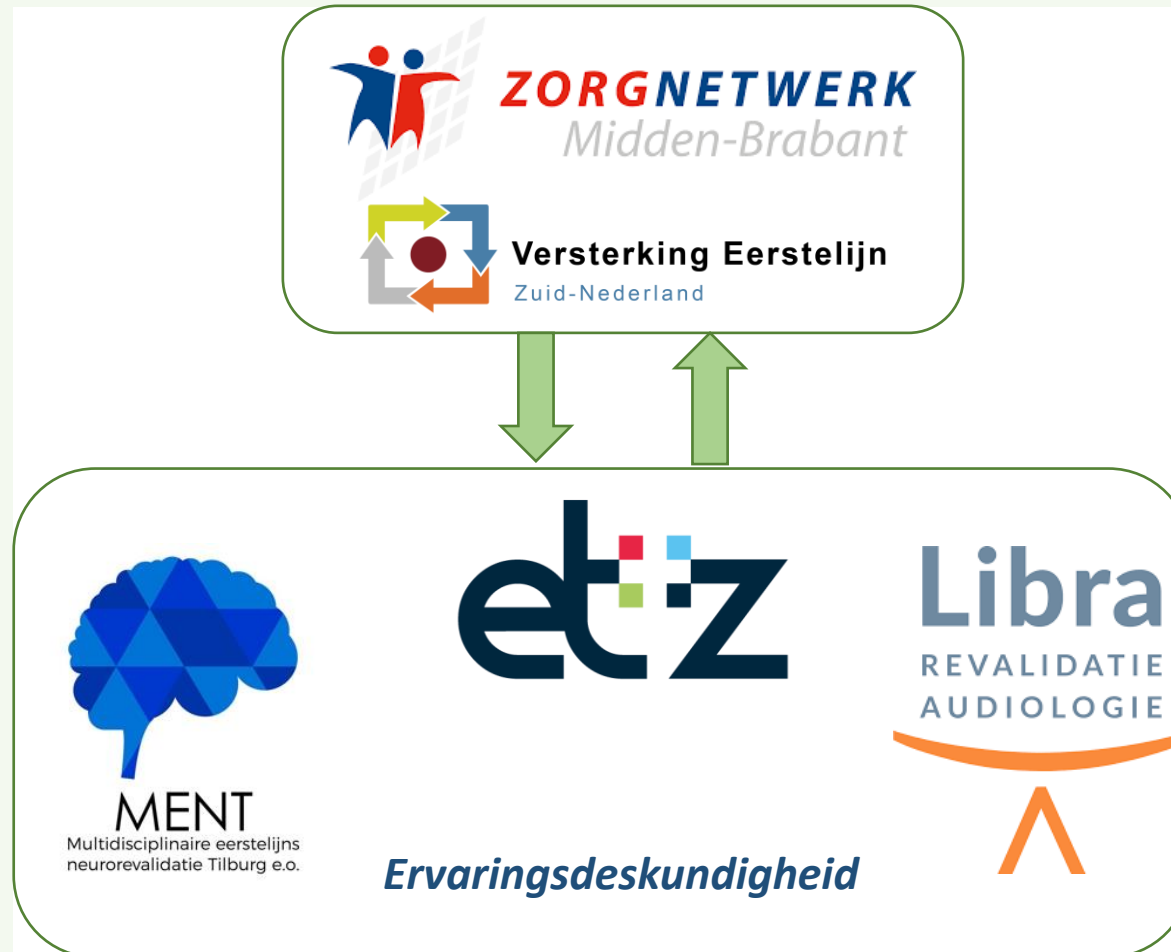 ZORGNETWERK
Midden-Brabant
Versterking Eerstelijn
Zuid-Nederland
etz
Libra
REVALIDATIE
AUDIOLOGIE
MENT
Multidisciplinaire eerstelijns
neurorevalidatie Tilburg e.o.
Ervaringsdeskundigheid